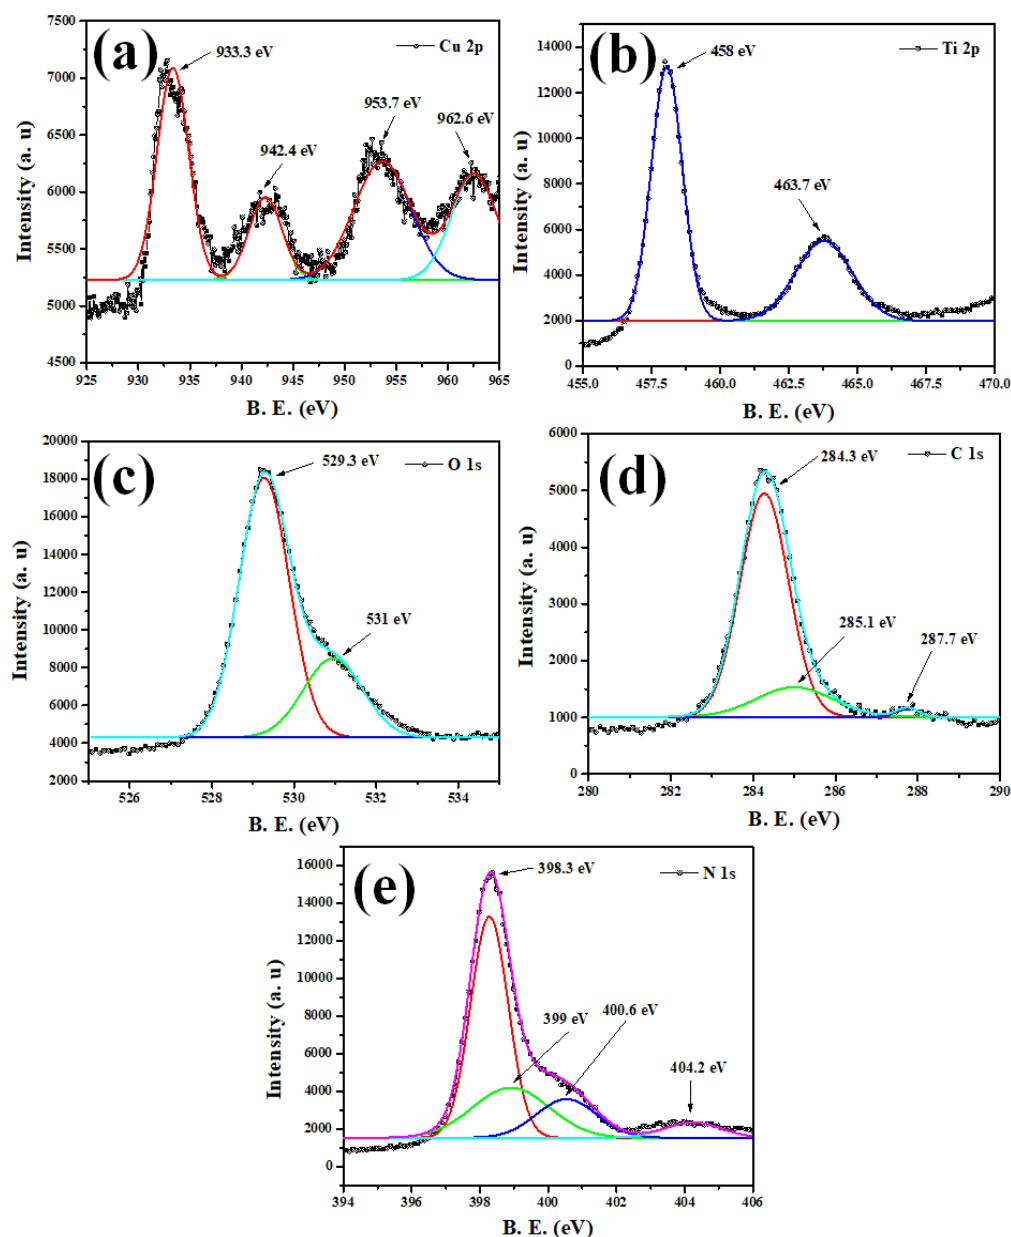 (a)
Cu 2p
933.3 eV
942.4 eV
953.7 eV
962.6 eV
Intensity (a. u)
7500
7000
6500
6000
5500
5000
4500
925 930 935 940 945 950 955 960 965
B. E. (eV)
(b)
Ti 2p
458
463.7 eV
Intensity (a. u)
14000
12000
10000
8000
6000
4000
2000
0
455.0 457.5 460.0 462.5 465.0 467.5 470.0
B. E. (eV)
(c)
O 1s
529.3 eV
531 eV
Intensity (a. u)
20000
18000
16000
14000
12000
10000
8000
6000
4000
2000
526 528 530 532 534
B. E. (eV)
(d)
C 1s
284.3 eV
285.1 eV
287.7 eV
Intensity (a. u)
6000
5000
4000
3000
2000
1000
0
280 282 284 286 288 290
B. E. (eV)
(e)
N 1s
398.3 eV
399 eV
400.6 eV
404.2 eV
Intensity (a. u)
16000
14000
12000
10000
8000
6000
4000
2000
0
394 396 398 400 402 404 406
B. E. (eV)